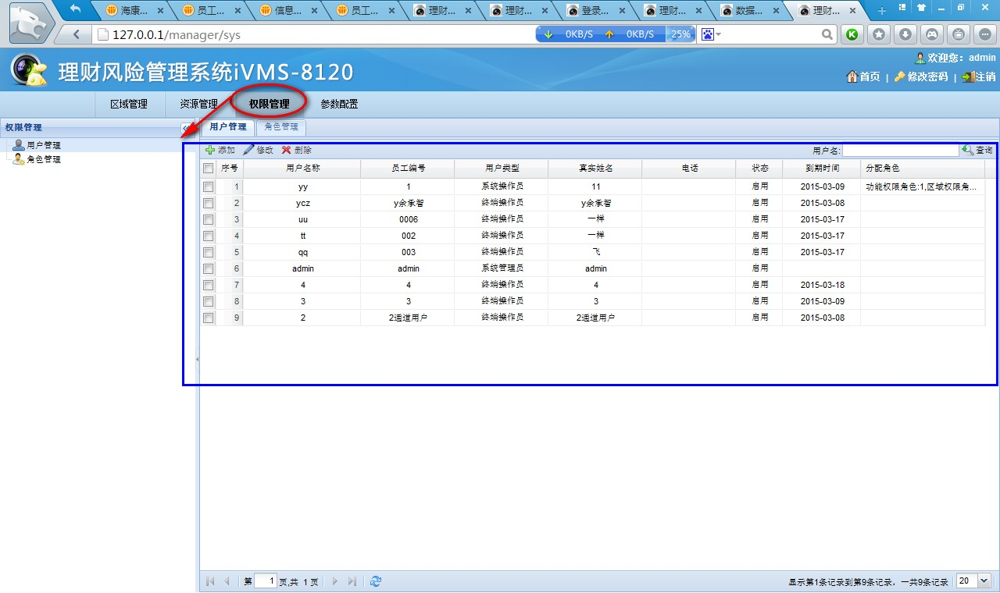 海康... 员工... 信息... 员工... 理财... 理财... 登录... 理财... 数据... 理财...
127.0.0.1/manager/sys 0KB/S 0KB/S 25% K
理财风险管理系统iVMS-8120
欢迎您：admin
首页 | 修改密码 | 注销
区域管理 资源管理 权限管理 参数配置
权限管理
用户管理 角色管理
用户管理
角色管理
添加 修改 删除 用户名: 查询
序号 用户名称 员工编号 用户类型 真实姓名 电话 状态 到期时间 分配角色
1 yy 1 系统操作员 11 启用 2015-03-09 功能权限角色:1,区域权限角...
2 ycz y余承智 终端操作员 y余承智 启用 2015-03-08
3 uu 0006 终端操作员 一样 启用 2015-03-17
4 tt 002 终端操作员 一样 启用 2015-03-17
5 qq 003 终端操作员 飞 启用 2015-03-17
6 admin admin 系统管理员 admin 启用
7 4 4 终端操作员 4 启用 2015-03-18
8 3 3 终端操作员 3 启用 2015-03-09
9 2 2通道用户 终端操作员 2通道用户 启用 2015-03-08
第 1 页,共 1 页 显示第1条记录到第9条记录，一共9条记录 20